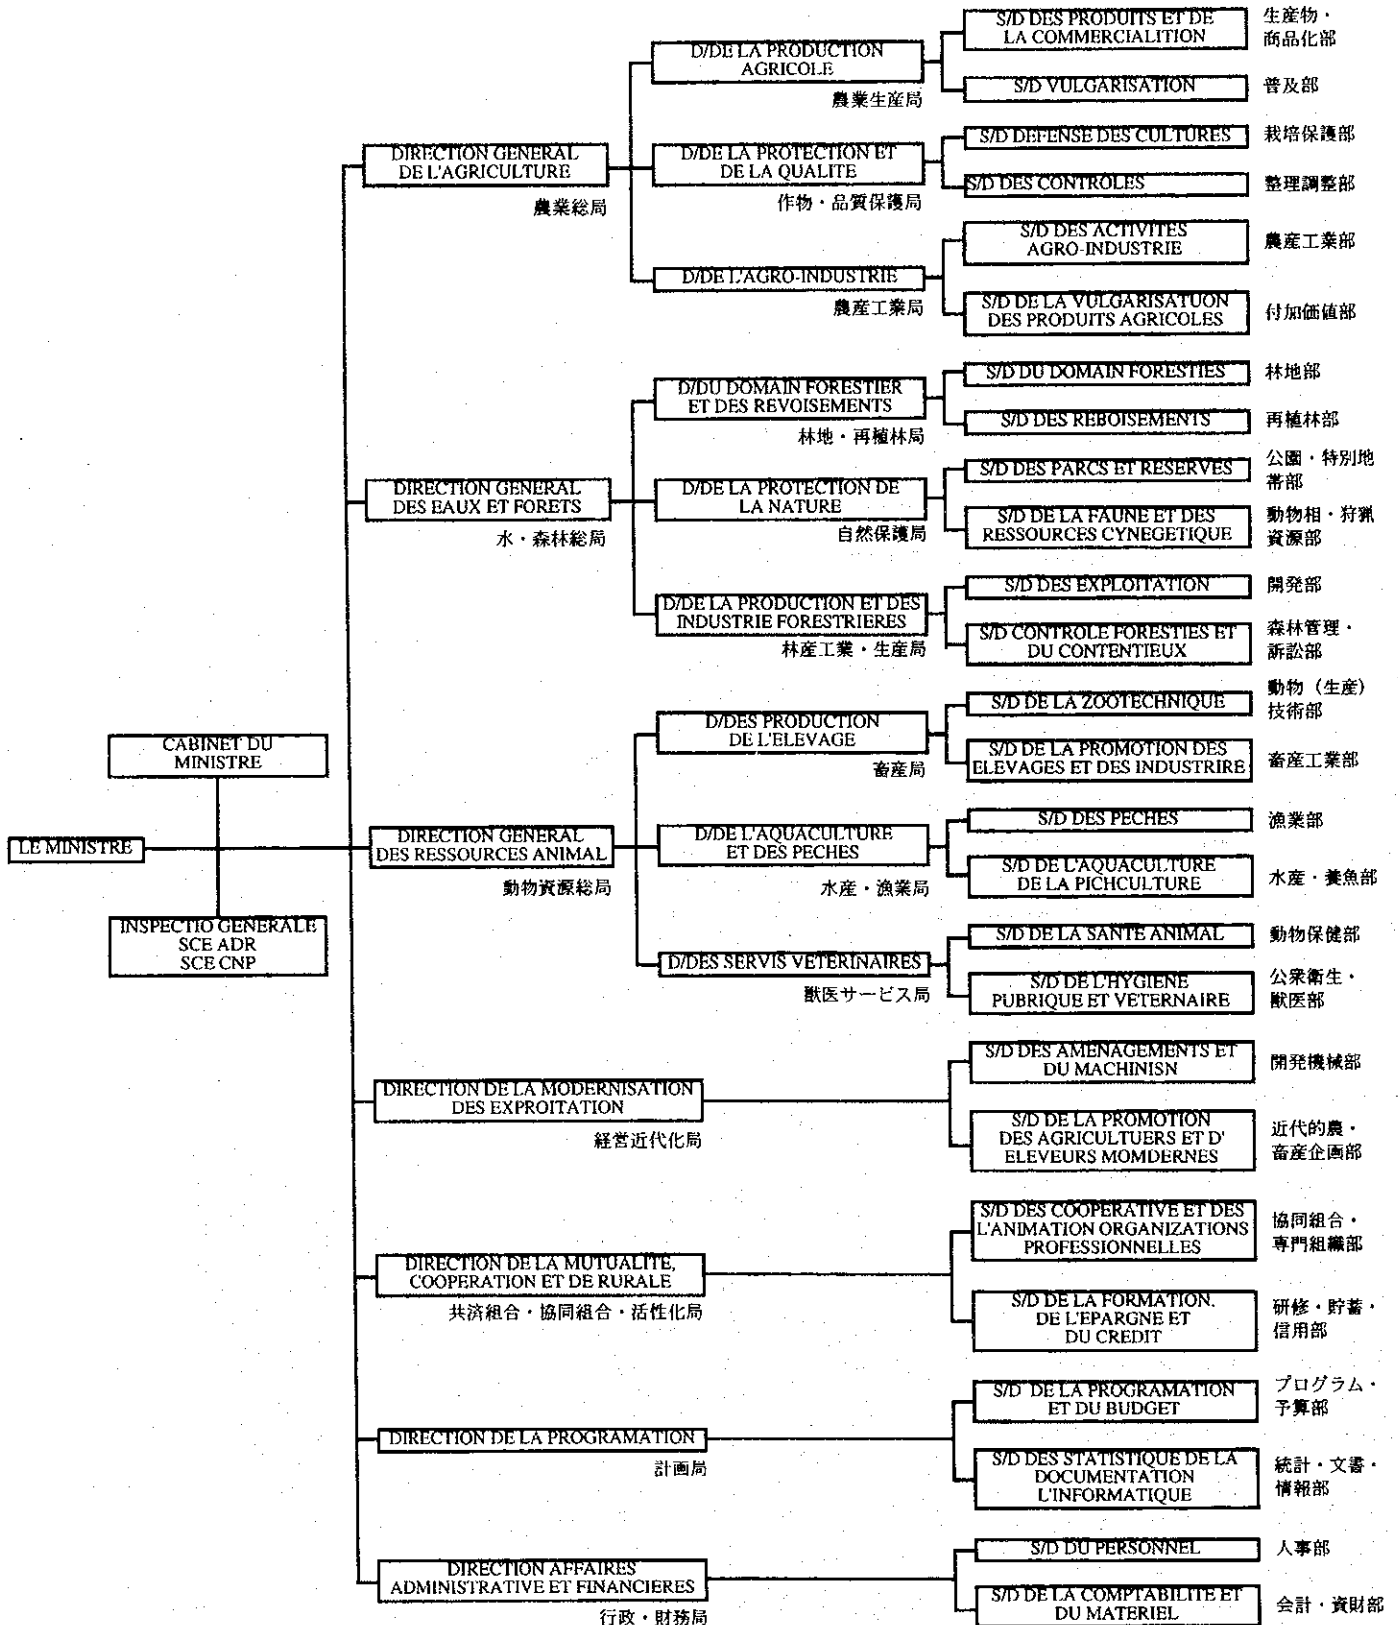 LE MINISTRE
CABINET DU
MINISTRE
INSPECTIO GENERALE
SCE ADR
SCE CNP
DIRECTION GENERAL
DE L'AGRICULTURE
農業総局
D/DE LA PRODUCTION
AGRICOLE
農業生産局
S/D DES PRODUITS ET DE
LA COMMERCIALITION
生産物・
商品化部
S/D VULGARISATION
普及部
D/DE LA PROTECTION ET
DE LA QUALITE
作物・品質保護局
S/D DEFENSE DES CULTURES
栽培保護部
S/D DES CONTROLES
整理調整部
D/DE L'AGRO-INDUSTRIE
農産工業局
S/D DES ACTIVITES
AGRO-INDUSTRIE
農産工業部
S/D DE LA VULGARISATUON
DES PRODUITS AGRICOLES
付加価値部
DIRECTION GENERAL
DES EAUX ET FORETS
水・森林総局
D/DU DOMAIN FORESTIER
ET DES REVOISEMENTS
林地・再植林局
S/D DU DOMAIN FORESTIES
林地部
S/D DES REBOISEMENTS
再植林部
D/DE LA PROTECTION DE
LA NATURE
自然保護局
S/D DES PARCS ET RESERVES
公園・特別地
帯部
S/D DE LA FAUNE ET DES
RESSOURCES CYNEGETIQUE
動物相・狩猟
資源部
D/DE LA PRODUCTION ET DES
INDUSTRIE FORESTRIERES
林産工業・生産局
S/D DES EXPLOITATION
開発部
S/D CONTROLE FORESTIES ET
DU CONTENTIEUX
森林管理・
訴訟部
DIRECTION GENERAL
DES RESSOURCES ANIMAL
動物資源総局
D/DES PRODUCTION
DE L'ELEVAGE
畜産局
S/D DE LA ZOOTECHNIQUE
動物（生産）
技術部
S/D DE LA PROMOTION DES
ELEVAGES ET DES INDUSTRIRE
畜産工業部
D/DE L'AQUACULTURE
ET DES PECHES
水産・漁業局
S/D DES PECHES
漁業部
S/D DE L'AQUACULTURE
DE LA PICHCULTURE
水産・養魚部
D/DES SERVIS VETERINAIRES
獣医サービス局
S/D DE LA SANTE ANIMAL
動物保健部
S/D DE L'HYGIENE
PUBRIQUE ET VETERNAIRE
公衆衛生・
獣医部
DIRECTION DE LA MODERNISATION
DES EXPROITATION
経営近代化局
S/D DES AMENAGEMENTS ET
DU MACHINISN
開発機械部
S/D DE LA PROMOTION
DES AGRICULTUERS ET D'
ELEVEURS MOMDERNES
近代的農・
畜産企画部
DIRECTION DE LA MUTUALITE,
COOPERATION ET DE RURALE
共済組合・協同組合・活性化局
S/D DES COOPERATIVE ET DES
L'ANIMATION ORGANIZATIONS
PROFESSIONNELLES
協同組合・
専門組織部
S/D DE LA FORMATION.
DE L'EPARGNE ET
DU CREDIT
研修・貯蓄・
信用部
DIRECTION DE LA PROGRAMATION
計画局
S/D DE LA PROGRAMATION
ET DU BUDGET
プログラム・
予算部
S/D DES STATISTIQUE DE LA
DOCUMENTATION
L'INFORMATIQUE
統計・文書・
情報部
DIRECTION AFFAIRES
ADMINISTRATIVE ET FINANCIERES
行政・財務局
S/D DU PERSONNEL
人事部
S/D DE LA COMPTABILITE ET
DU MATERIEL
会計・資財部